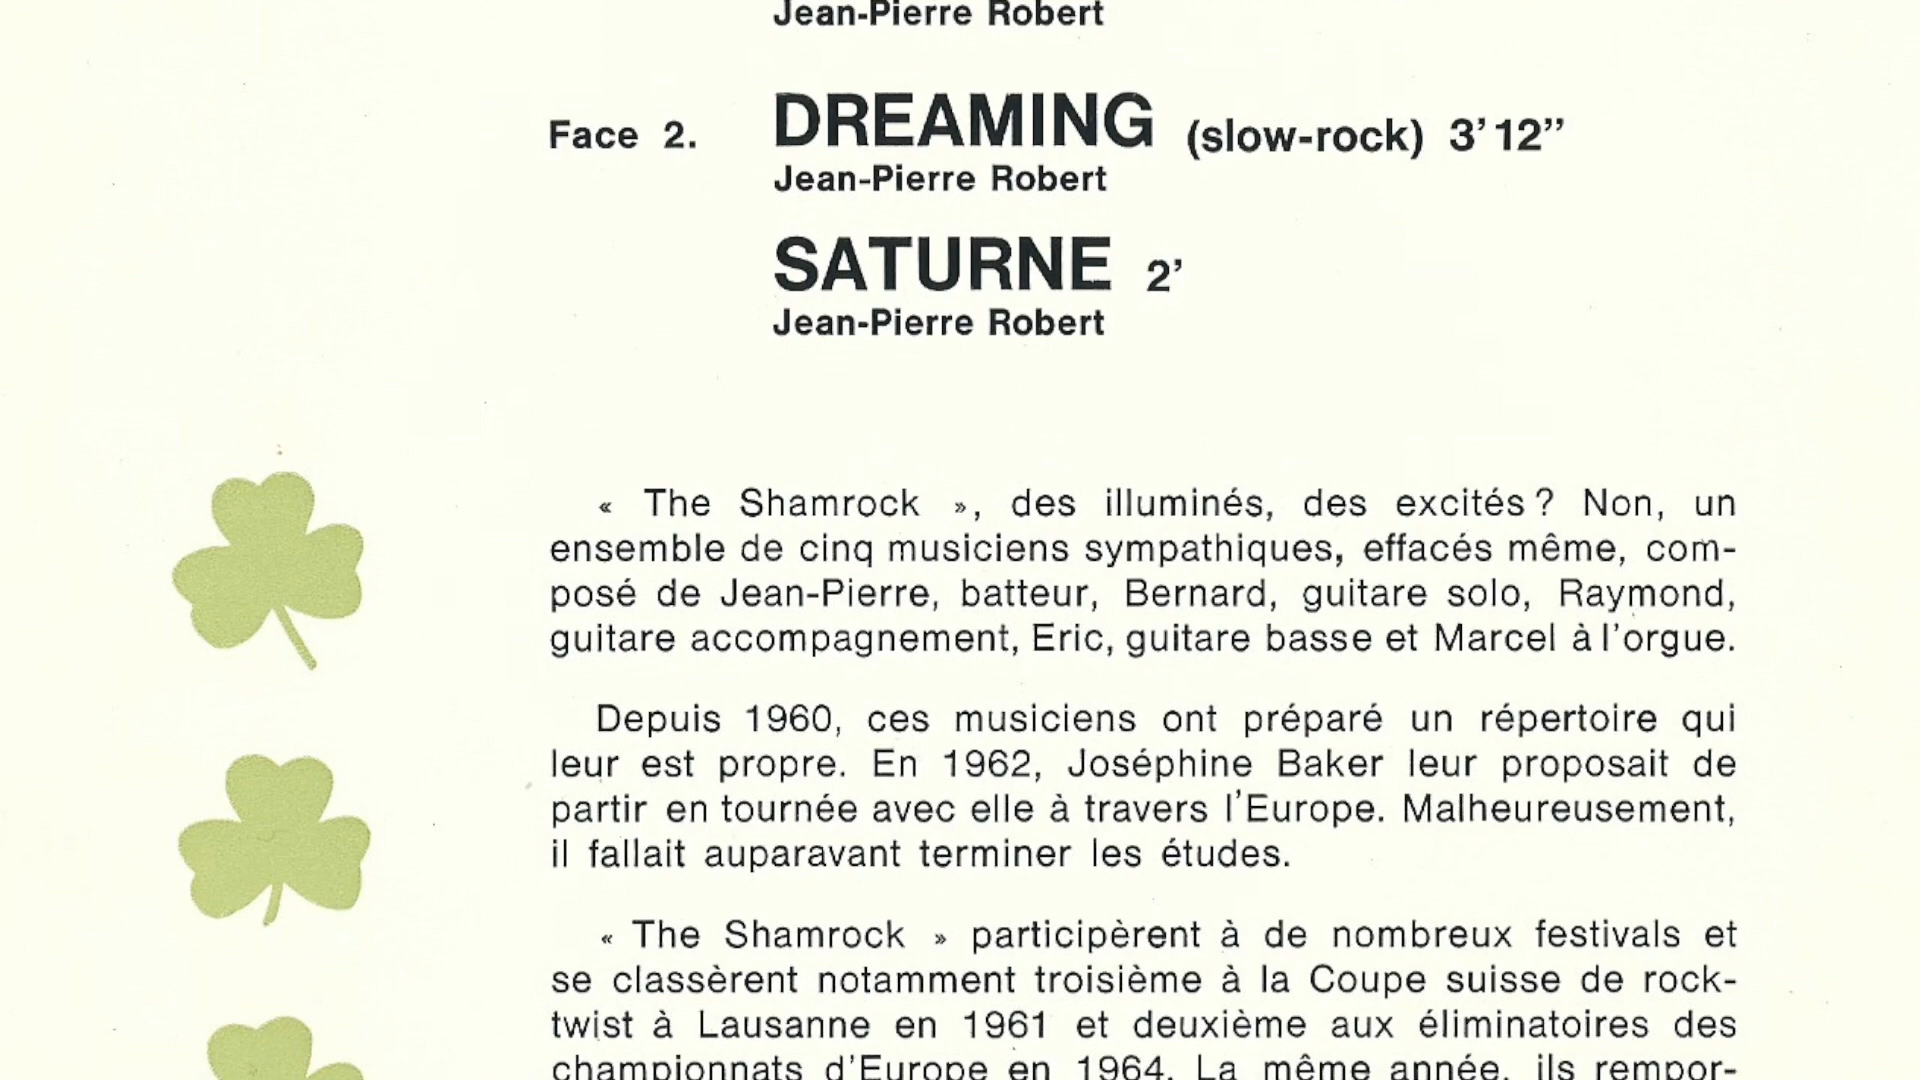 Jean-Pierre Robert
Face 2. DREAMING (slow-rock) 3’12”
Jean-Pierre Robert
SATURNE 2’
Jean-Pierre Robert
« The Shamrock », des illuminés, des excités ? Non, un
ensemble de cinq musiciens sympathiques, effacés même, com-
posé de Jean-Pierre, batteur, Bernard, guitare solo, Raymond,
guitare accompagnement, Eric, guitare basse et Marcel à l’orgue.
Depuis 1960, ces musiciens ont préparé un répertoire qui
leur est propre. En 1962, Joséphine Baker leur proposait de
partir en tournée avec elle à travers l’Europe. Malheureusement,
il fallait auparavant terminer les études.
« The Shamrock » participèrent à de nombreux festivals et
se classèrent notamment troisième à la Coupe suisse de rock-
twist à Lausanne en 1961 et deuxième aux éliminatoires des
championnats d’Europe en 1964. La même année, ils rempor-